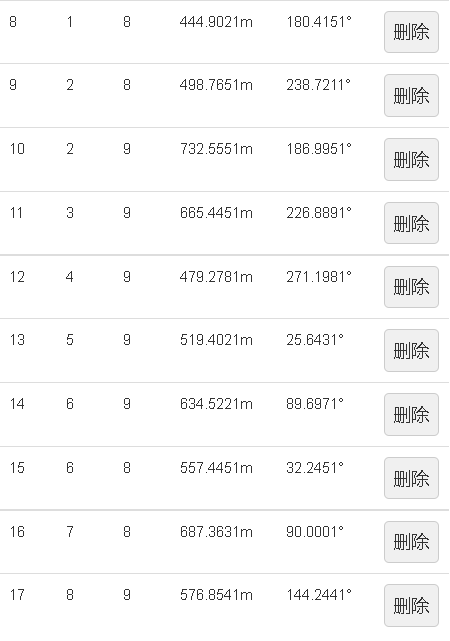 8 1 8 444.9021m 180.4151° 删除
9 2 8 498.7651m 238.7211° 删除
10 2 9 732.5551m 186.9951° 删除
11 3 9 665.4451m 226.8891° 删除
12 4 9 479.2781m 271.1981° 删除
13 5 9 519.4021m 25.6431° 删除
14 6 9 634.5221m 89.6971° 删除
15 6 8 557.4451m 32.2451° 删除
16 7 8 687.3631m 90.0001° 删除
17 8 9 576.8541m 144.2441° 删除